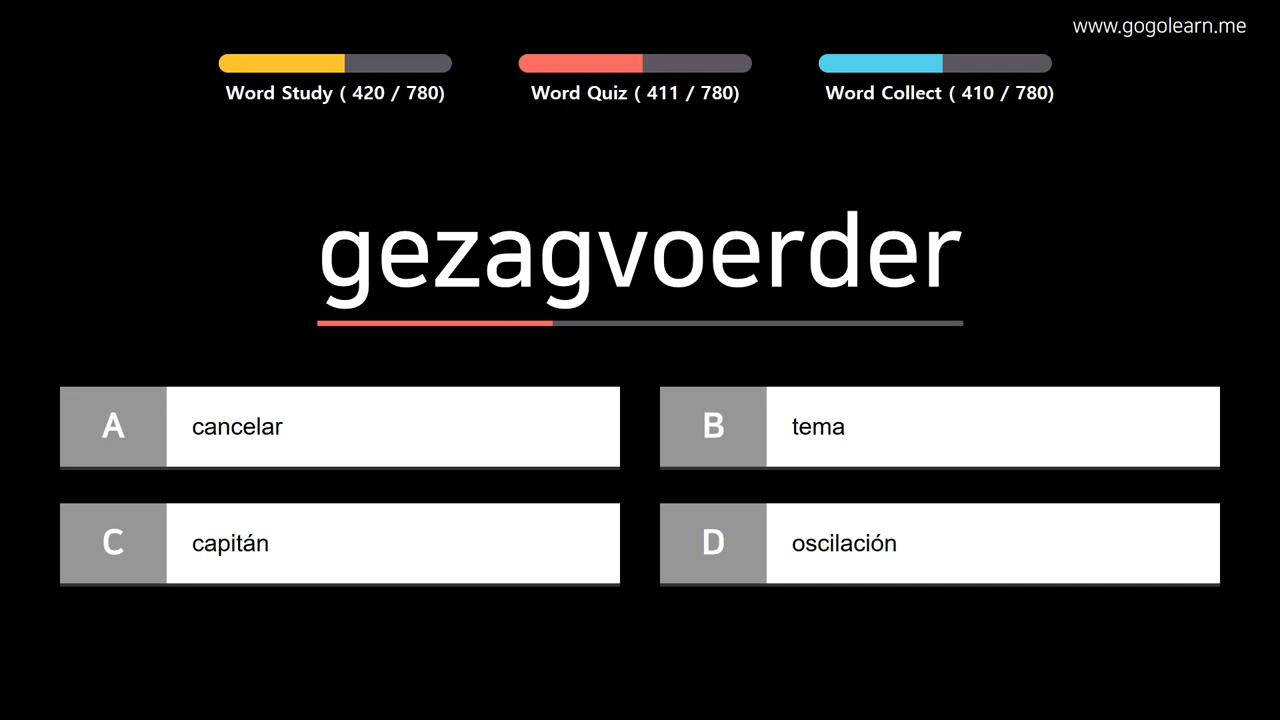 www.gogolearn.me
Word Study ( 420 / 780)
Word Quiz ( 411 / 780)
Word Collect ( 410 / 780)
gezagvoerder
A cancelar
B tema
C capitán
D oscilación